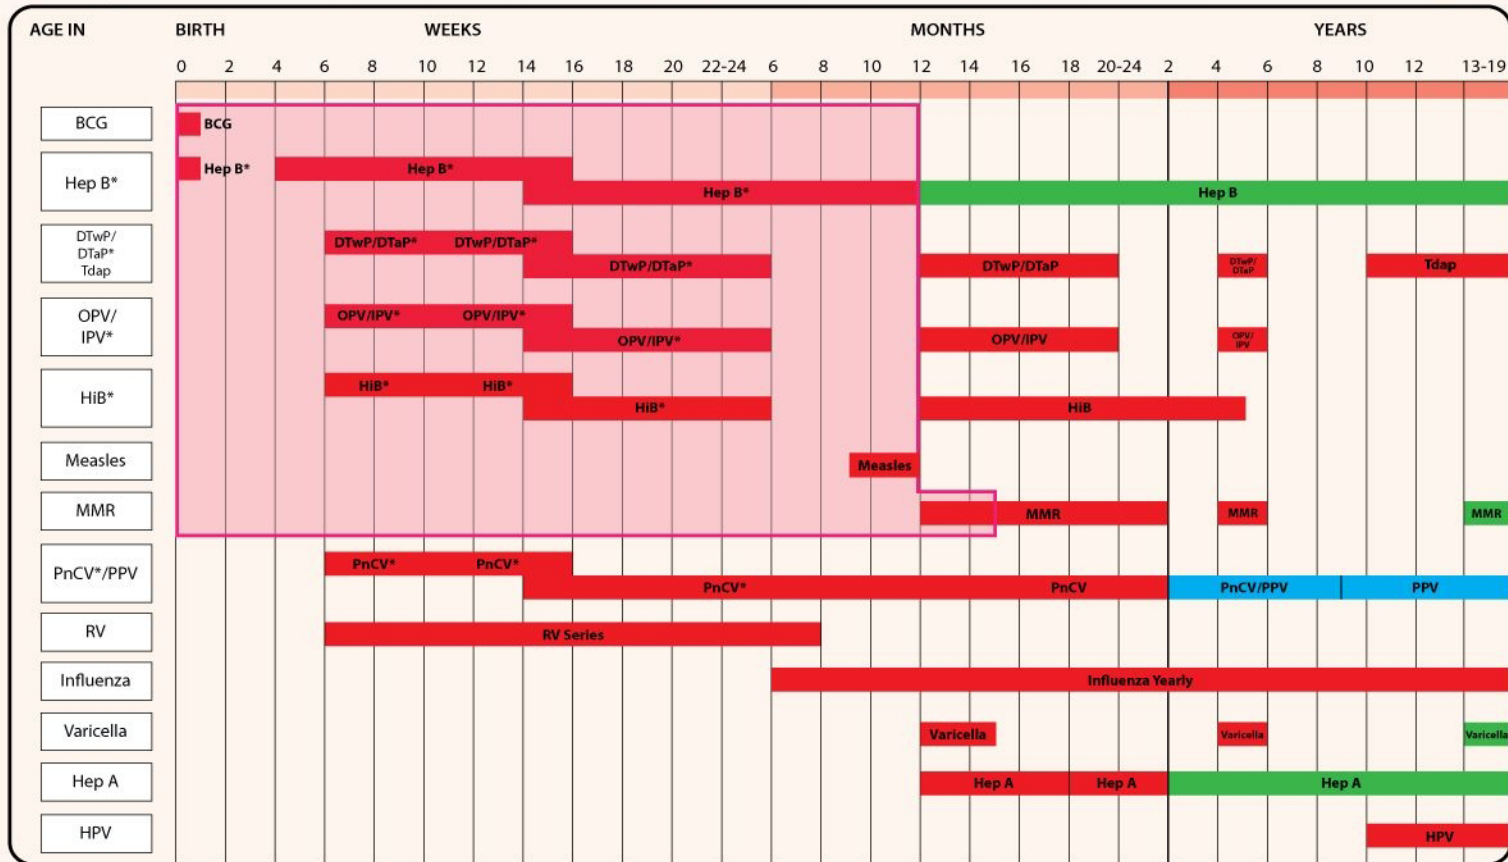 AGE IN BIRTH WEEKS MONTHS YEARS
0 2 4 6 8 10 12 14 16 18 20 22-24 6 8 10 12 14 16 18 20-24 2 4 6 8 10 12 13-19
BCG BCG
Hep B* Hep B*
Hep B*
Hep B* Hep B
DTwP/
DTaP*
Tdap
DTwP/DTaP* DTwP/DTaP*
DTwP/DTaP* DTwP/DTaP DTwP/
DTaP
Tdap
OPV/
IPV*
OPV/IPV* OPV/IPV*
OPV/IPV* OPV/IPV OPV/
IPV
HiB*
HiB* HiB*
HiB* HiB
Measles Measles
MMR MMR MMR MMR
PnCV*/PPV
PnCV* PnCV*
PnCV* PnCV PnCV/PPV PPV
RV RV Series
Influenza Influenza Yearly
Varicella Varicella Varicella Varicella
Hep A Hep A Hep A Hep A
HPV HPV